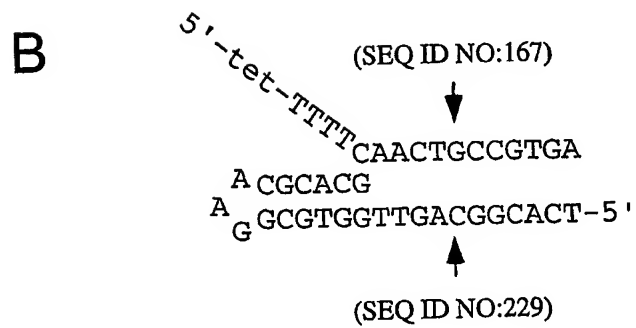 B
5'-tet-TTTTCAACTGCCGTGA
(SEQ ID NO:167)
A CGCACG
A
G GCGTGGTTGACGGCACT-5'
(SEQ ID NO:229)